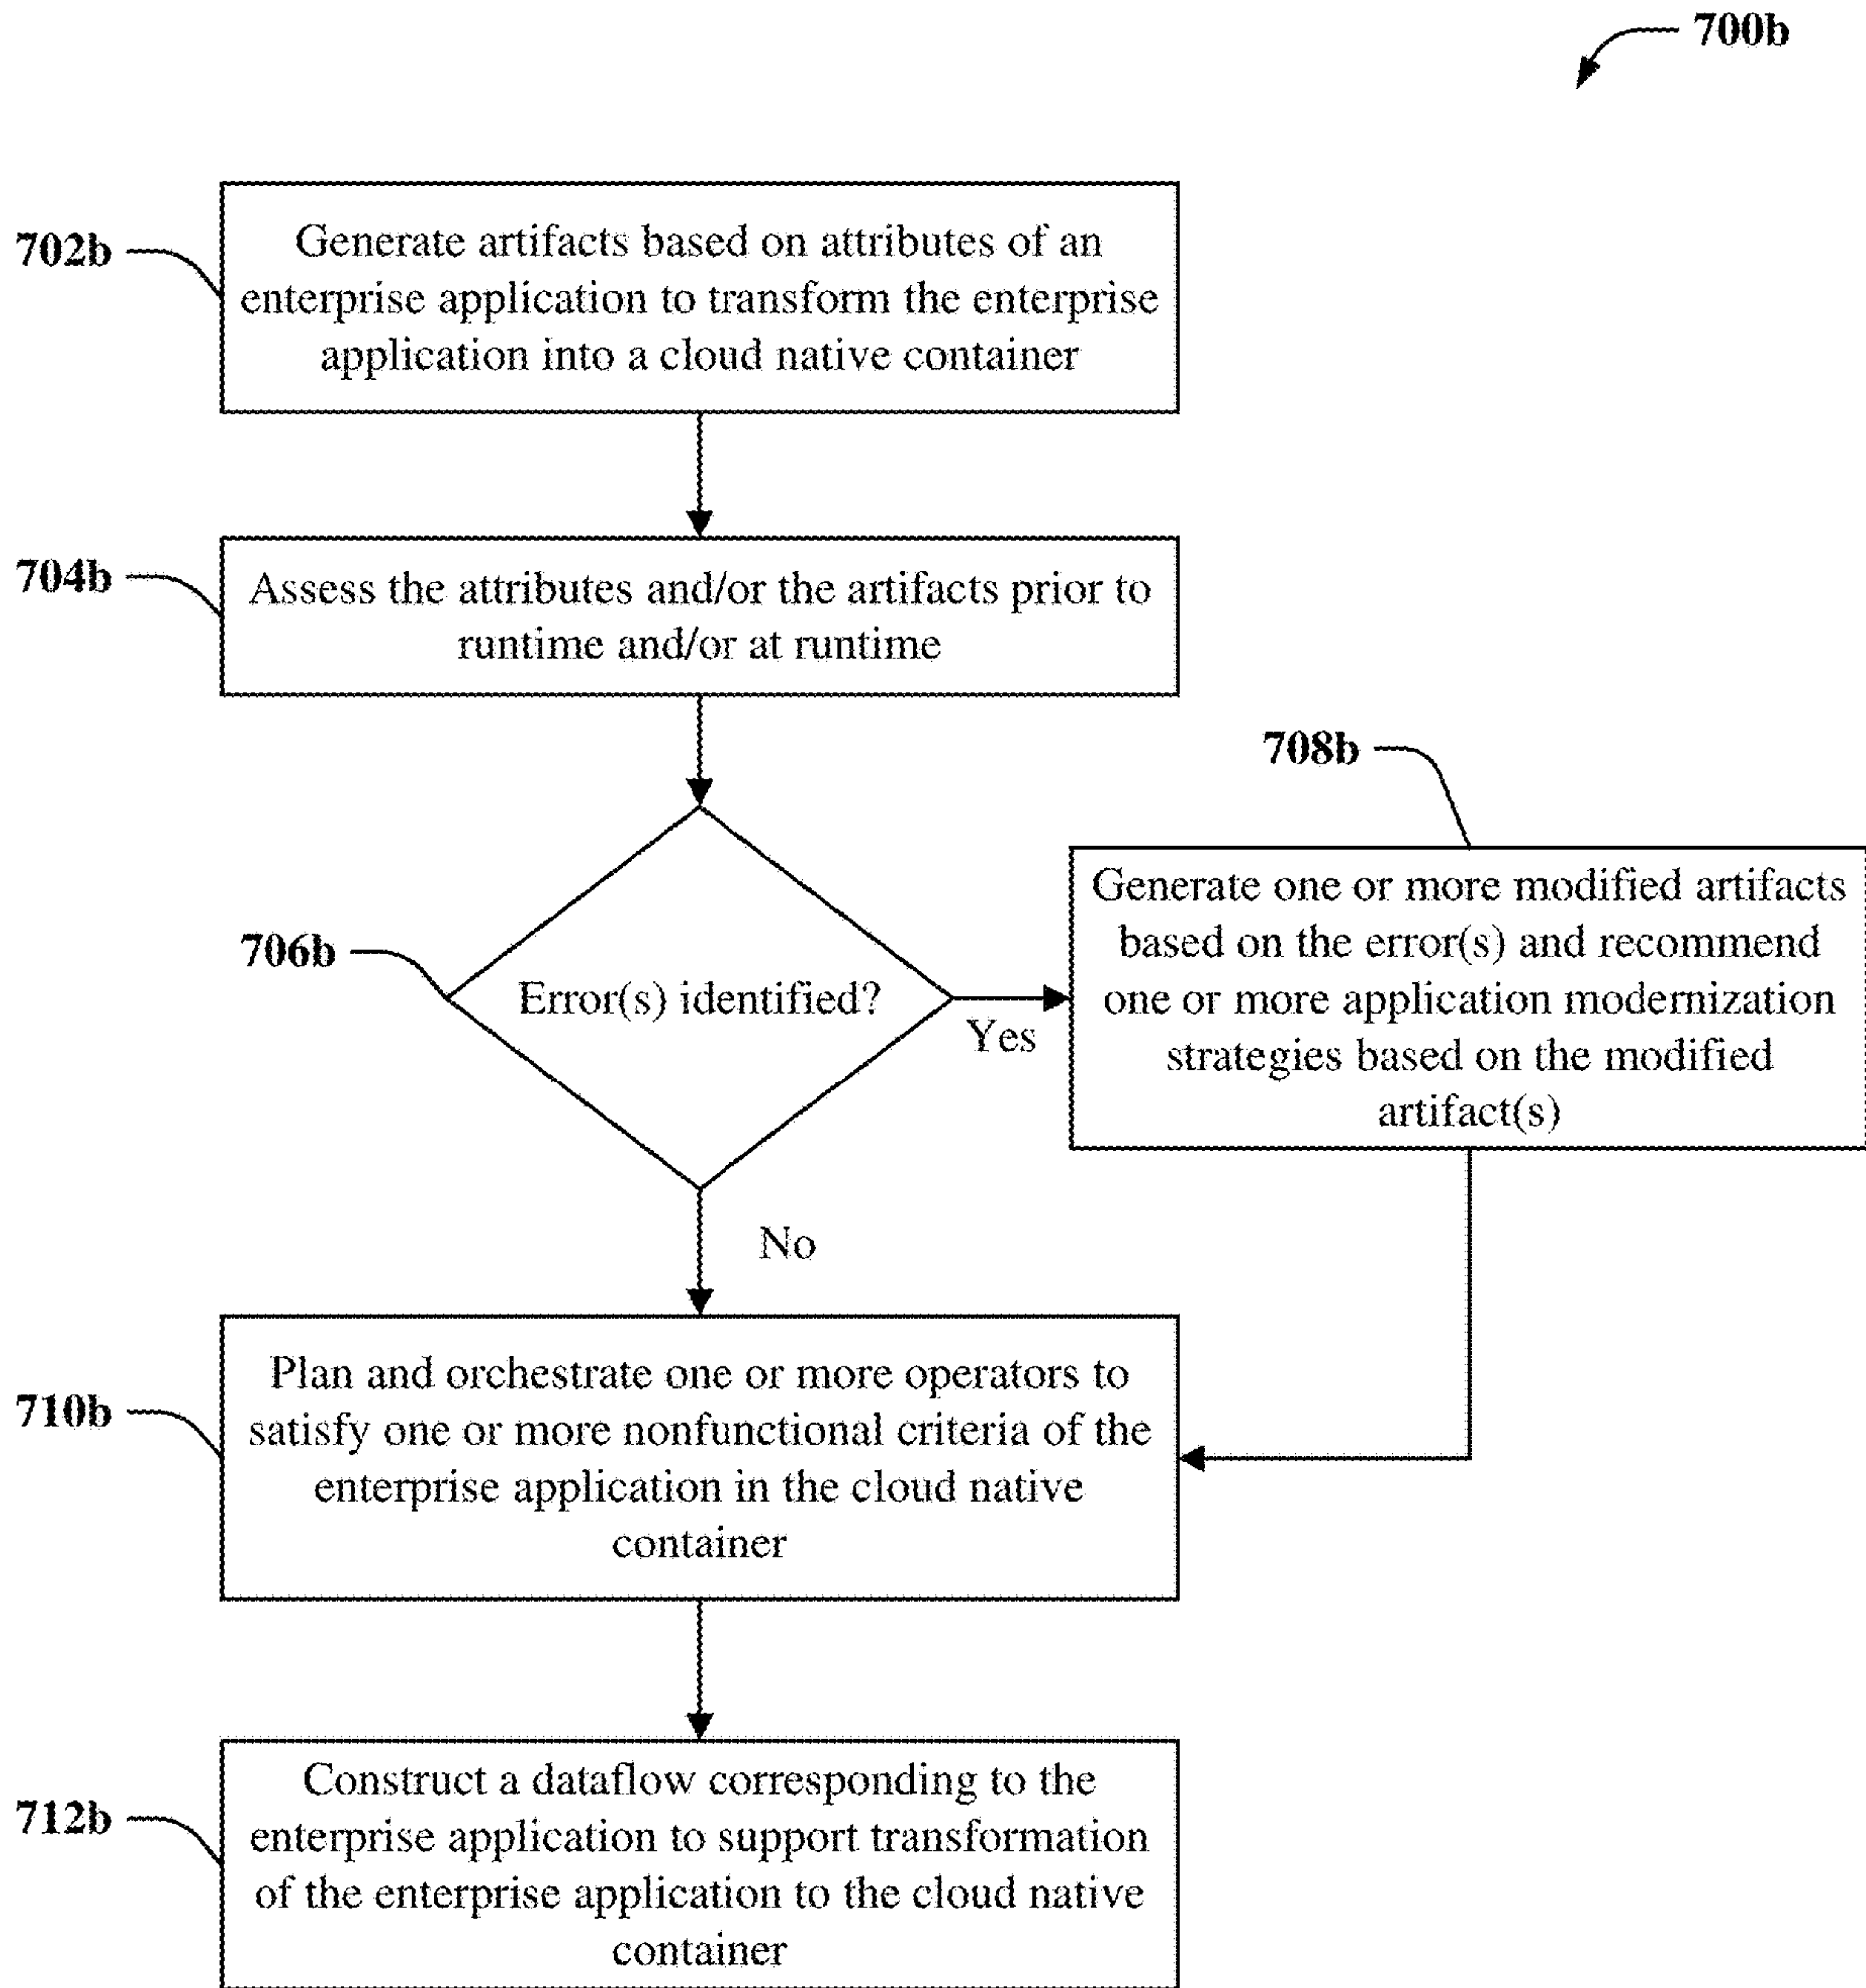 700b
702b
Generate artifacts based on attributes of an
enterprise application to transform the enterprise
application into a cloud native container
704b
Assess the attributes and/or the artifacts prior to
runtime and/or at runtime
706b
Error(s) identified?
Yes
708b
Generate one or more modified artifacts
based on the error(s) and recommend
one or more application modernization
strategies based on the modified
artifact(s)
No
710b
Plan and orchestrate one or more operators to
satisfy one or more nonfunctional criteria of the
enterprise application in the cloud native
container
712b
Construct a dataflow corresponding to the
enterprise application to support transformation
of the enterprise application to the cloud native
container